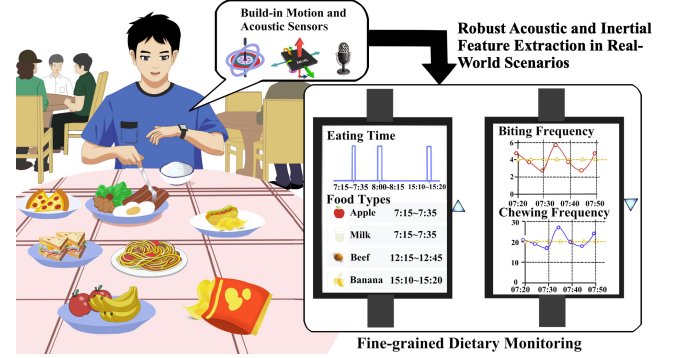 Build-in Motion and
Acoustic Sensors
Robust Acoustic and Inertial
Feature Extraction in Real-
World Scenarios
Eating Time
7:15~7:35 8:00-8:15 15:10~15:20
Food Types
Apple 7:15~7:35
Milk 7:15~7:35
Beef 12:15~12:45
Banana 15:10~15:20
Biting Frequency
6
4
2
0
07:20 07:30 07:40 07:50
Chewing Frequency
30
20
10
0
07:20 07:30 07:40 07:50
Fine-grained Dietary Monitoring